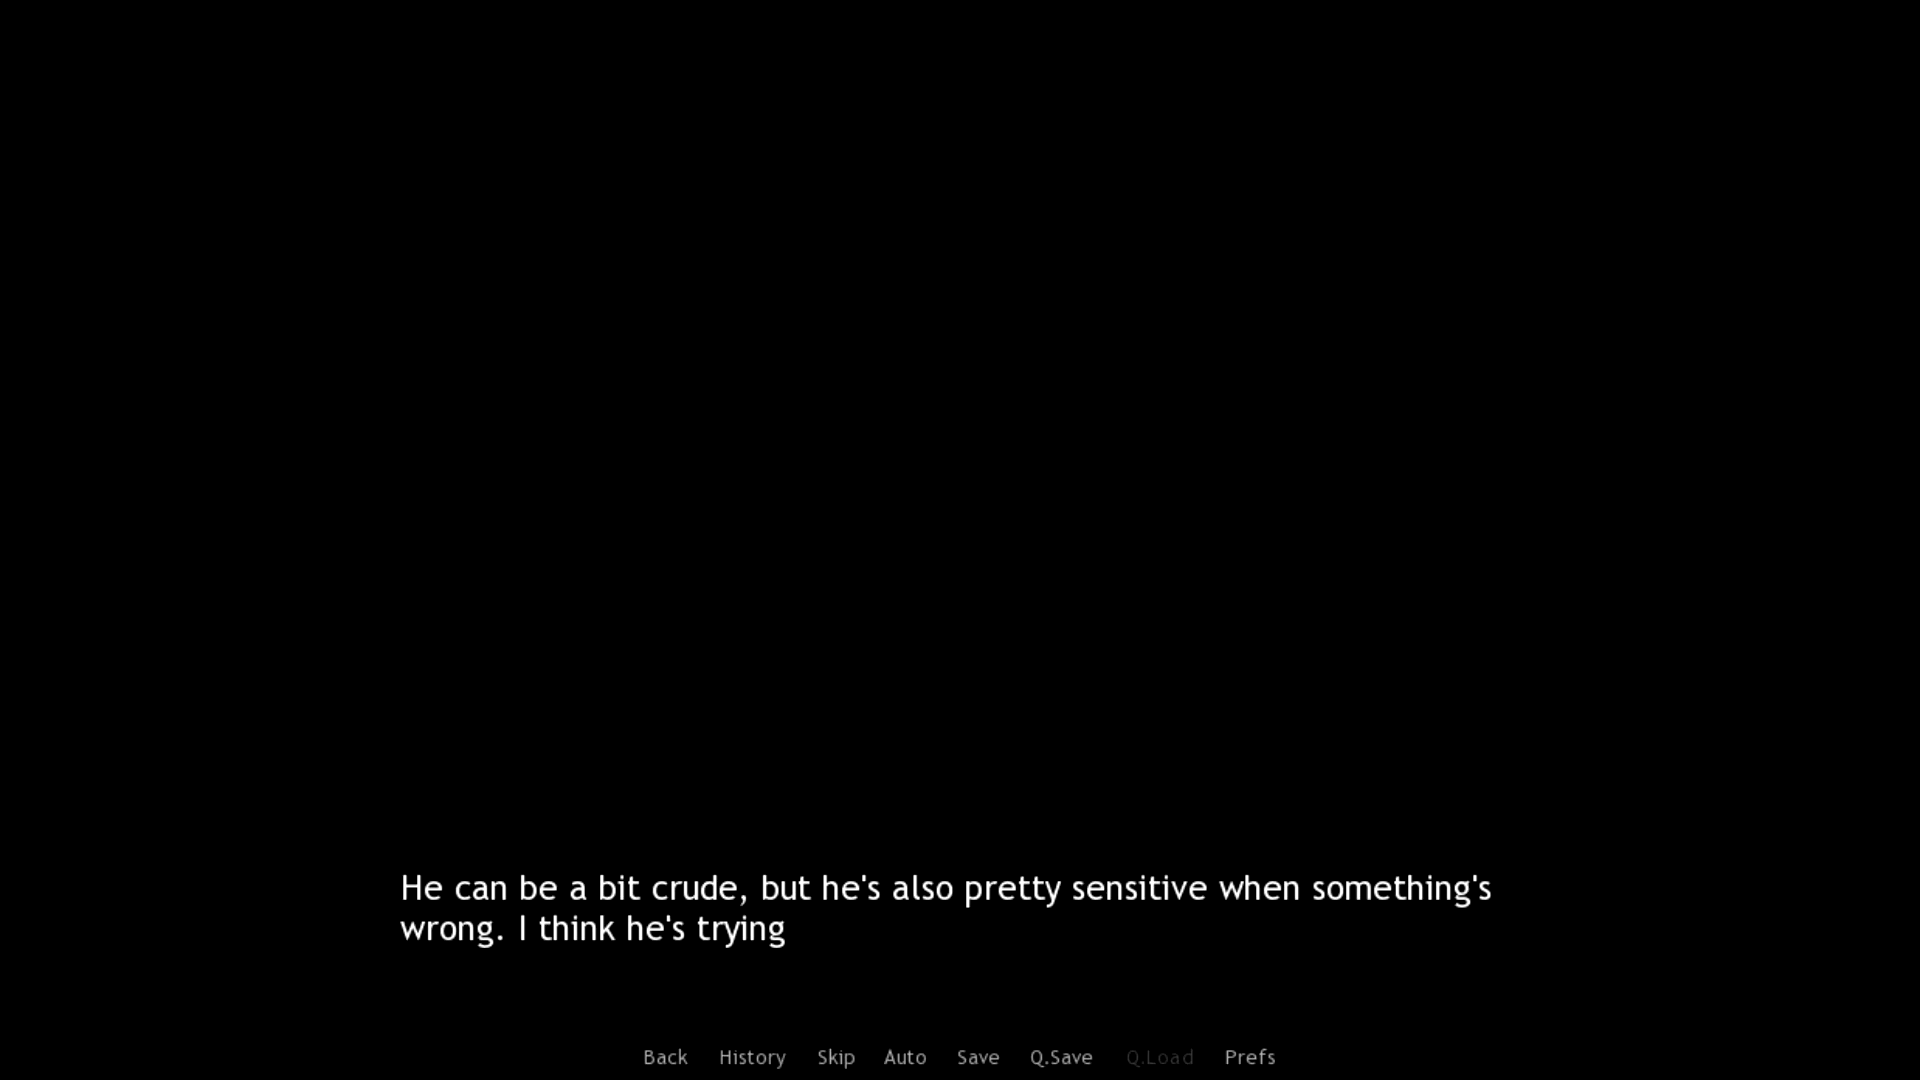 He can be a bit crude, but he's also pretty sensitive when something's
wrong. I think he's trying
Back History Skip Auto Save Q.Save Q.Load Prefs